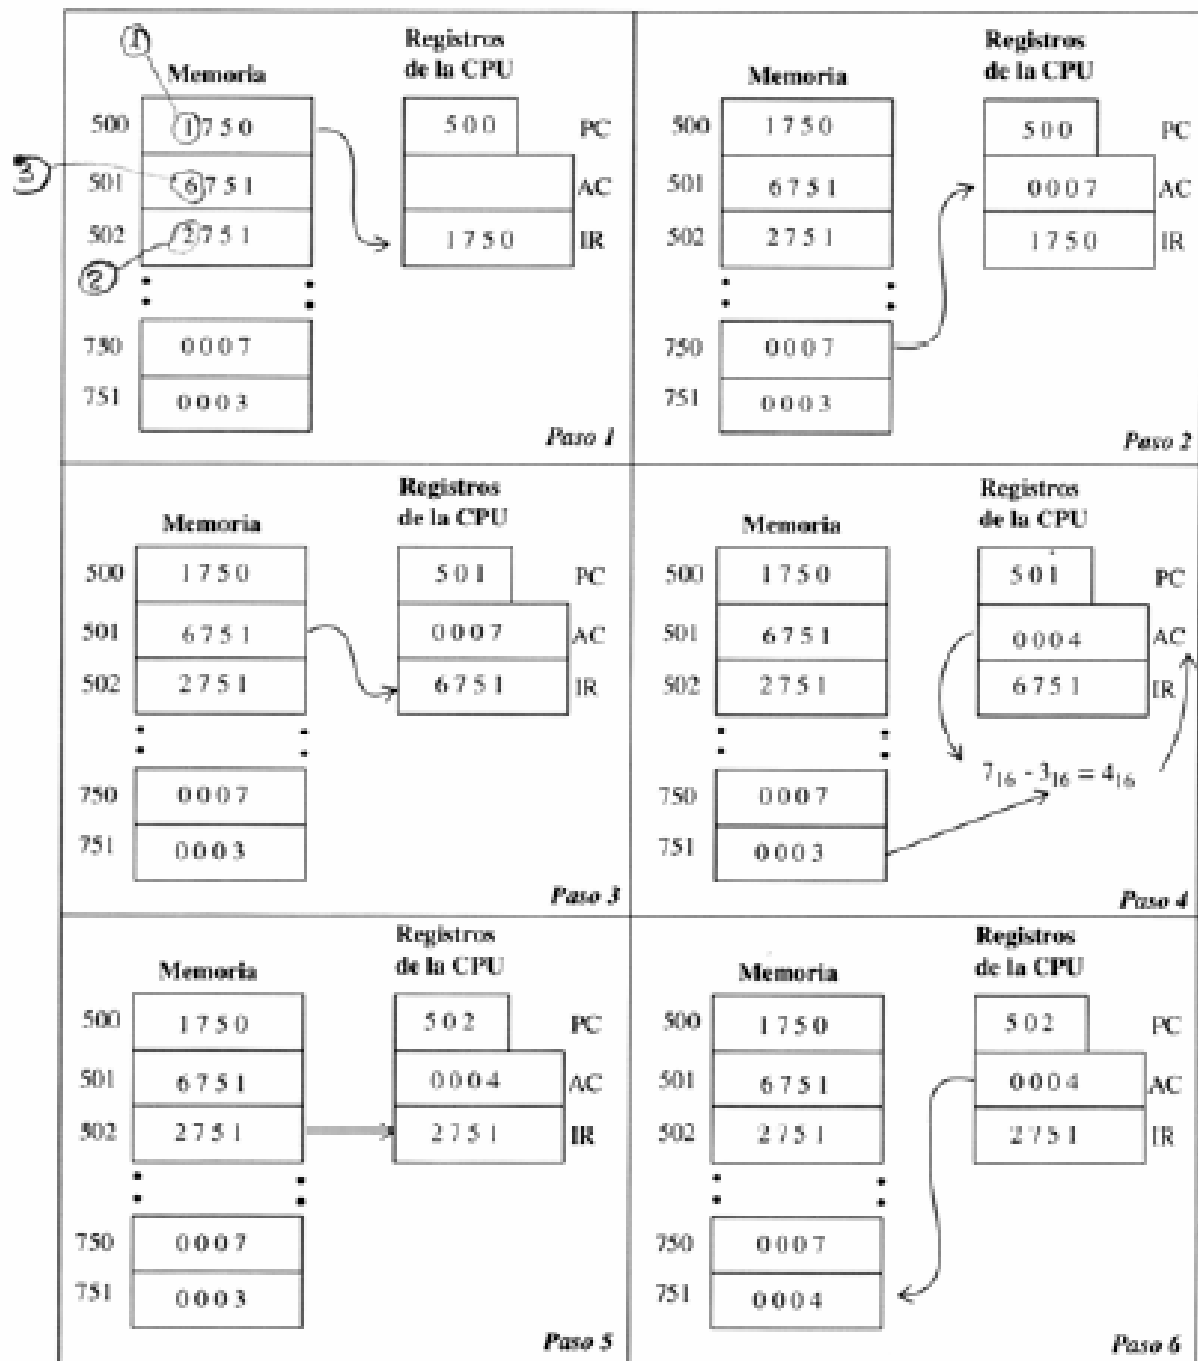 1
Registros
de la CPU
Memoria
500 1750 500 PC
3
501 6751 AC
502 2751 1750 IR
2
750 0007
751 0003
Paso 1
Registros
de la CPU
Memoria
500 1750 500 PC
501 6751 0007 AC
502 2751 1750 IR
750 0007
751 0003
Paso 2
Registros
de la CPU
Memoria
500 1750 501 PC
501 6751 0007 AC
502 2751 6751 IR
750 0007
751 0003
Paso 3
Registros
de la CPU
Memoria
500 1750 501 PC
501 6751 0004 AC
502 2751 6751 IR
7₁₆ - 3₁₆ = 4₁₆
750 0007
751 0003
Paso 4
Registros
de la CPU
Memoria
500 1750 502 PC
501 6751 0004 AC
502 2751 2751 IR
750 0007
751 0003
Paso 5
Registros
de la CPU
Memoria
500 1750 502 PC
501 6751 0004 AC
502 2751 2751 IR
750 0007
751 0004
Paso 6